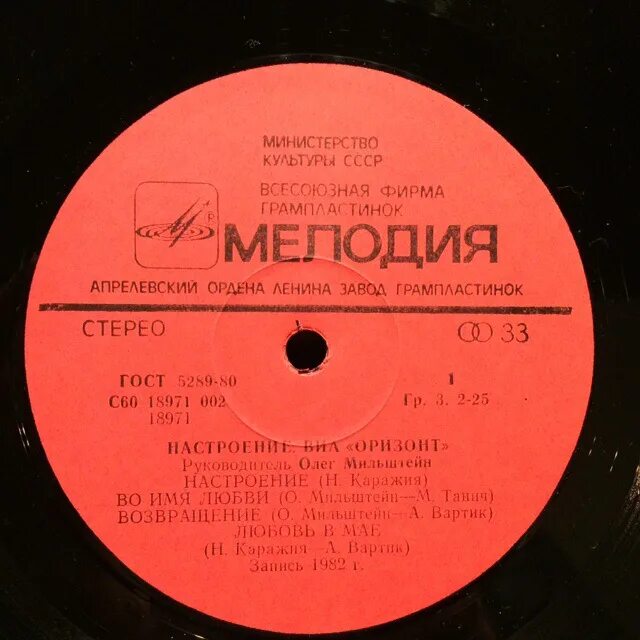 МИНИСТЕРСТВО
КУЛЬТУРЫ СССР
ВСЕСОЮЗНАЯ ФИРМА
ГРАМПЛАСТИНОК
R
МЕЛОДИЯ
АПРЕЛЕВСКИЙ ОРДЕНА ЛЕНИНА ЗАВОД ГРАМПЛАСТИНОК
СТЕРЕО 33
ГОСТ 5289-80 1
С60 18971 002 Гр. 3. 2-25
18971
НАСТРОЕНИЕ. ВИА «ОРИЗОНТ»
Руководитель Олег Мильштейн
НАСТРОЕНИЕ (Н. Каражия)
ВО ИМЯ ЛЮБВИ (О. Мильштейн—М. Танич)
ВОЗВРАЩЕНИЕ (О. Мильштейн—А. Вартик)
ЛЮБОВЬ В МАЕ
(Н. Каражия—А. Вартик)
Запись 1982 г.